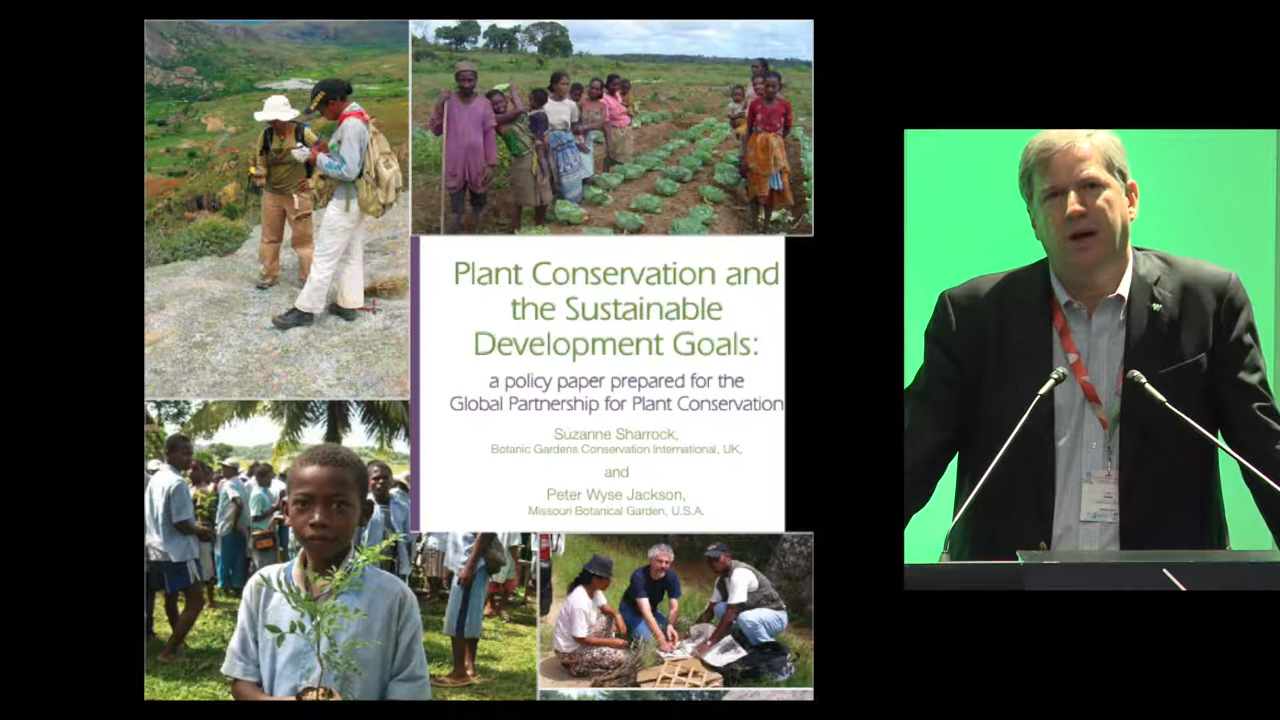 Plant Conservation and
the Sustainable
Development Goals:
a policy paper prepared for the
Global Partnership for Plant Conservation
Suzanne Sharrock,
Botanic Gardens Conservation International, UK,
and
Peter Wyse Jackson,
Missouri Botanical Garden, U.S.A.